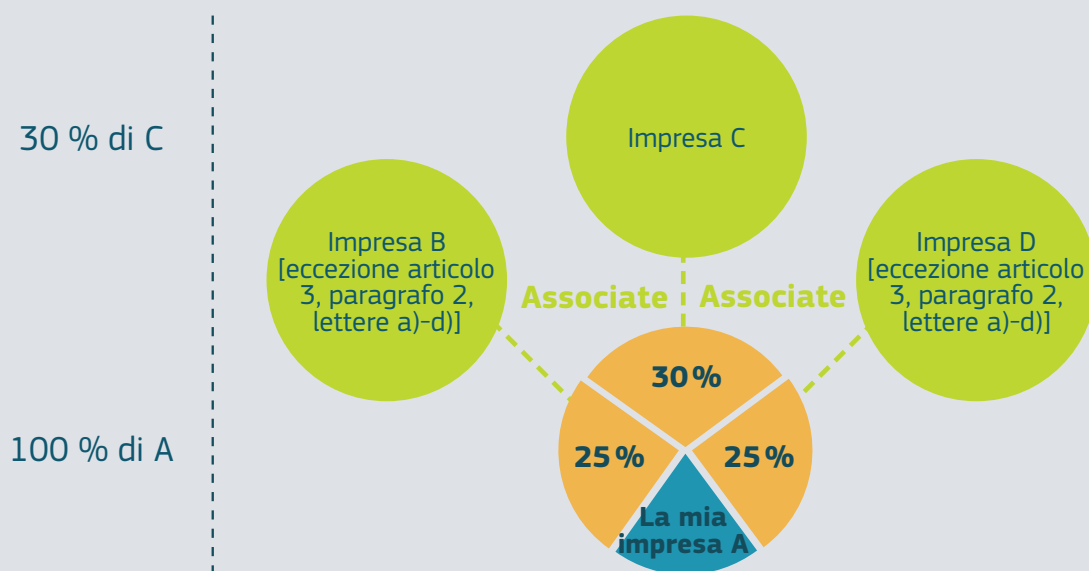 30 % di C
Impresa C
Impresa B
[eccezione articolo
3, paragrafo 2,
lettere a)-d)]
Impresa D
[eccezione articolo
3, paragrafo 2,
lettere a)-d)]
Associate
Associate
30 %
100 % di A
25 %
25 %
La mia
impresa A